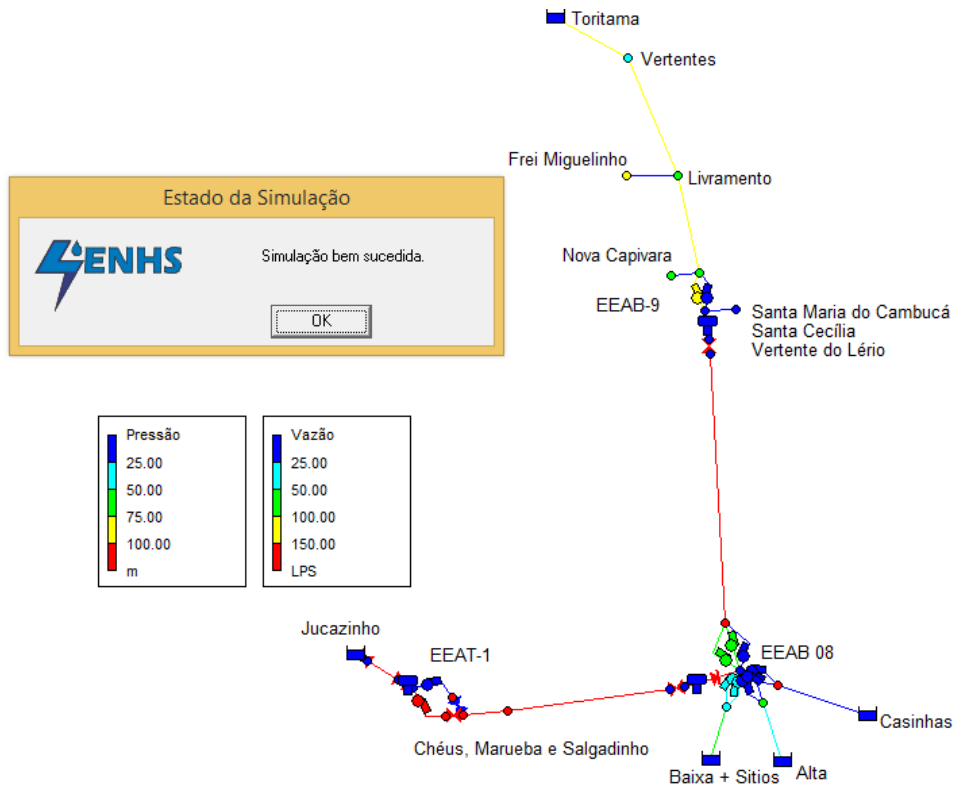 Toritama
Vertentes
Frei Miguelinho
Livramento
Estado da Simulação
ENHS
Simulação bem sucedida.
OK
Nova Capivara
EEAB-9
Santa Maria do Cambucá
Santa Cecília
Vertente do Lério
Pressão
25.00
50.00
75.00
100.00
m
Vazão
25.00
50.00
100.00
150.00
LPS
Jucazinho
EEAT-1
EEAB 08
Chéus, Marueba e Salgadinho
Casinhas
Baixa + Sitios
Alta